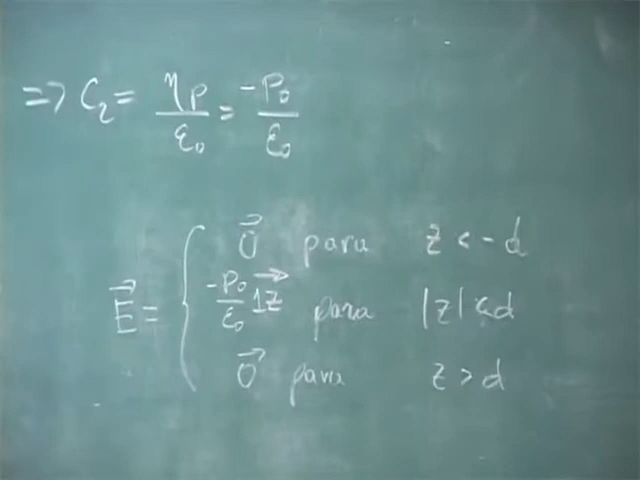 ⇒ C₂ = ηp/ε₀ = -P₀/ε₀
0⃗ para z < -d
E⃗ = { -P₀/ε₀ 1z⃗ para |z| < d
0⃗ para z > d